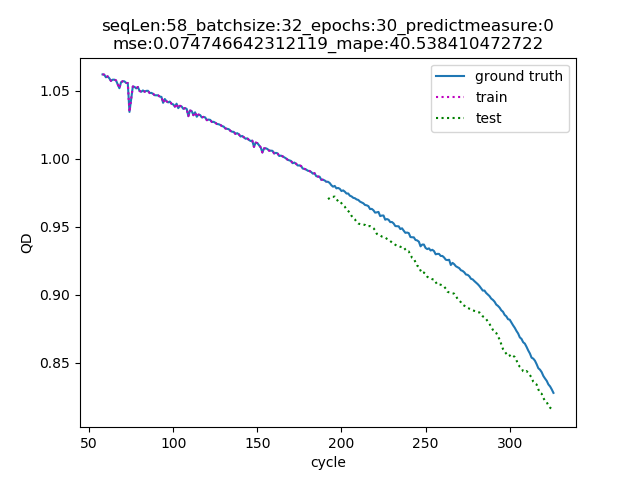 seqLen:58_batchsize:32_epochs:30_predictmeasure:0
mse:0.074746642312119_mape:40.538410472722
ground truth
train
test
1.05
1.00
0.95
0.90
0.85
QD
50
100
150
200
250
300
cycle